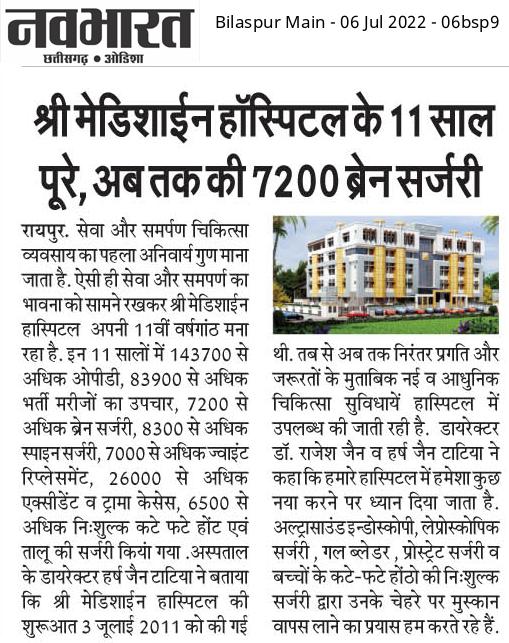 नवभारत
छत्तीसगढ़ • ओडिशा
Bilaspur Main - 06 Jul 2022 - 06bsp9
श्री मेडिशाईन हॉस्पिटल के 11 साल
पूरे, अब तक की 7200 ब्रेन सर्जरी
रायपुर. सेवा और समर्पण चिकित्सा
व्यवसाय का पहला अनिवार्य गुण माना
जाता है. ऐसी ही सेवा और समपर्ण का
भावना को सामने रखकर श्री मेडिशाईन
हास्पिटल अपनी 11वीं वर्षगांठ मना
रहा है. इन 11 सालों में 143700 से
अधिक ओपीडी, 83900 से अधिक
भर्ती मरीजों का उपचार, 7200 से
अधिक ब्रेन सर्जरी, 8300 से अधिक
स्पाइन सर्जरी, 7000 से अधिक ज्वाइंट
रिप्लेसमेंट, 26000 से अधिक
एक्सीडेंट व ट्रामा केसेस, 6500 से
अधिक निःशुल्क कटे फटे होंट एवं
तालू की सर्जरी कियां गया .अस्पताल
के डायरेक्टर हर्ष जैन टाटिया ने बताया
कि श्री मेडिशाईन हास्पिटल की
शुरूआत 3 जूलाई 2011 को की गई
थी. तब से अब तक निरंतर प्रगति और
जरूरतों के मुताबिक नई व आधुनिक
चिकित्सा सुविधायें हास्पिटल में
उपलब्ध की जाती रही है. डायरेक्टर
डॉ. राजेश जैन व हर्ष जैन टाटिया ने
कहा कि हमारे हास्पिटल में हमेशा कुछ
नया करने पर ध्यान दिया जाता है.
अल्ट्रासाउंड इन्डोस्कोपी, लेप्रोस्कोपिक
सर्जरी , गल ब्लेडर , प्रोस्ट्रेट सर्जरी व
बच्चों के कटे-फटे होंठो की निःशुल्क
सर्जरी द्वारा उनके चेहरे पर मुस्कान
वापस लाने का प्रयास हम करते रहे हैं.